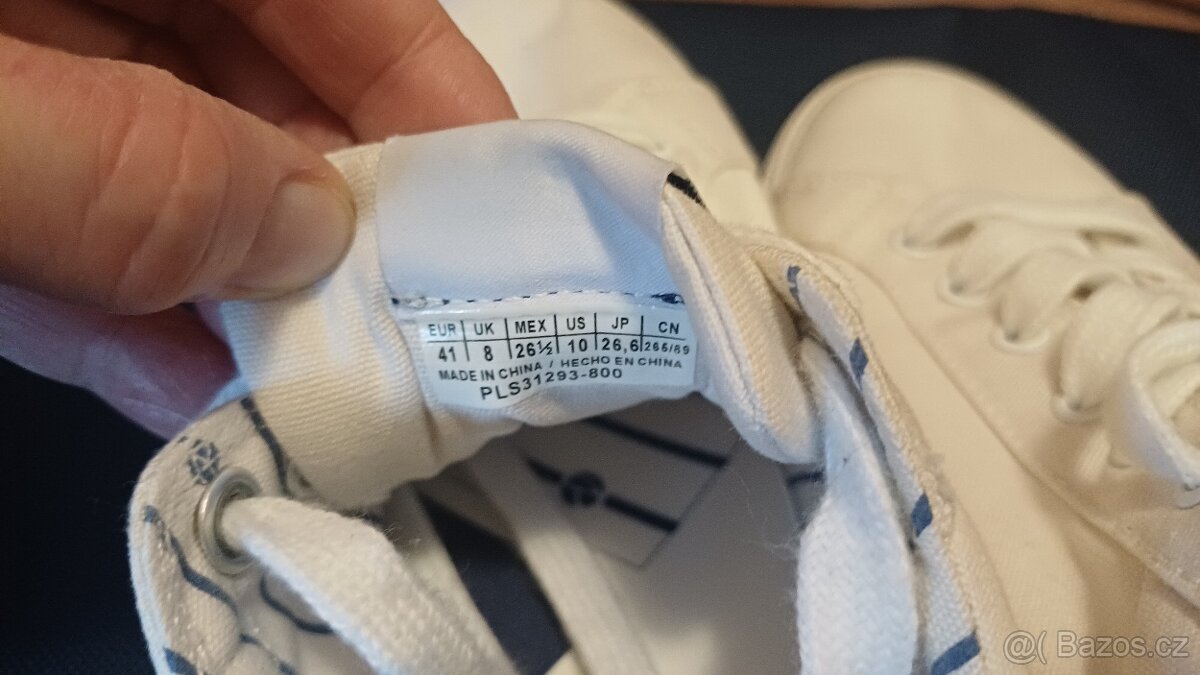 EUR UK MEX US JP CN
41 8 26½ 10 26,6 265/89
MADE IN CHINA / HECHO EN CHINA
PLS31293-800
@( Bazos.cz